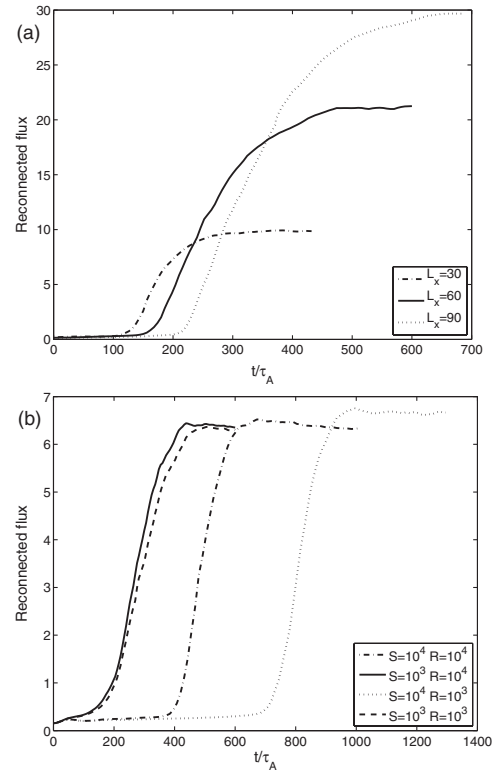 (a)
30
25
20
15
10
5
0
Reconnected flux
L_x=30
L_x=60
L_x=90
0 100 200 300 400 500 600 700
t/τ_A
(b)
7
6
5
4
3
2
1
0
Reconnected flux
S=10^4 R=10^4
S=10^3 R=10^4
S=10^4 R=10^3
S=10^3 R=10^3
0 200 400 600 800 1000 1200 1400
t/τ_A